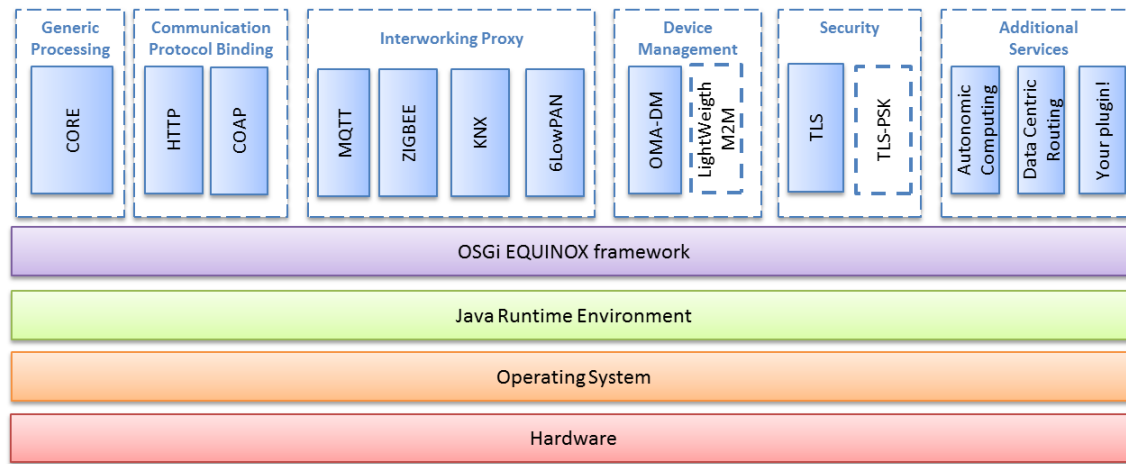 Generic
Processing
Communication
Protocol Binding
Interworking Proxy
Device
Management
Security
Additional
Services
CORE
HTTP
COAP
MQTT
ZIGBEE
KNX
6LowPAN
OMA-DM
LightWeigth
M2M
TLS
TLS-PSK
Autonomic
Computing
Data Centric
Routing
Your plugin!
OSGi EQUINOX framework
Java Runtime Environment
Operating System
Hardware